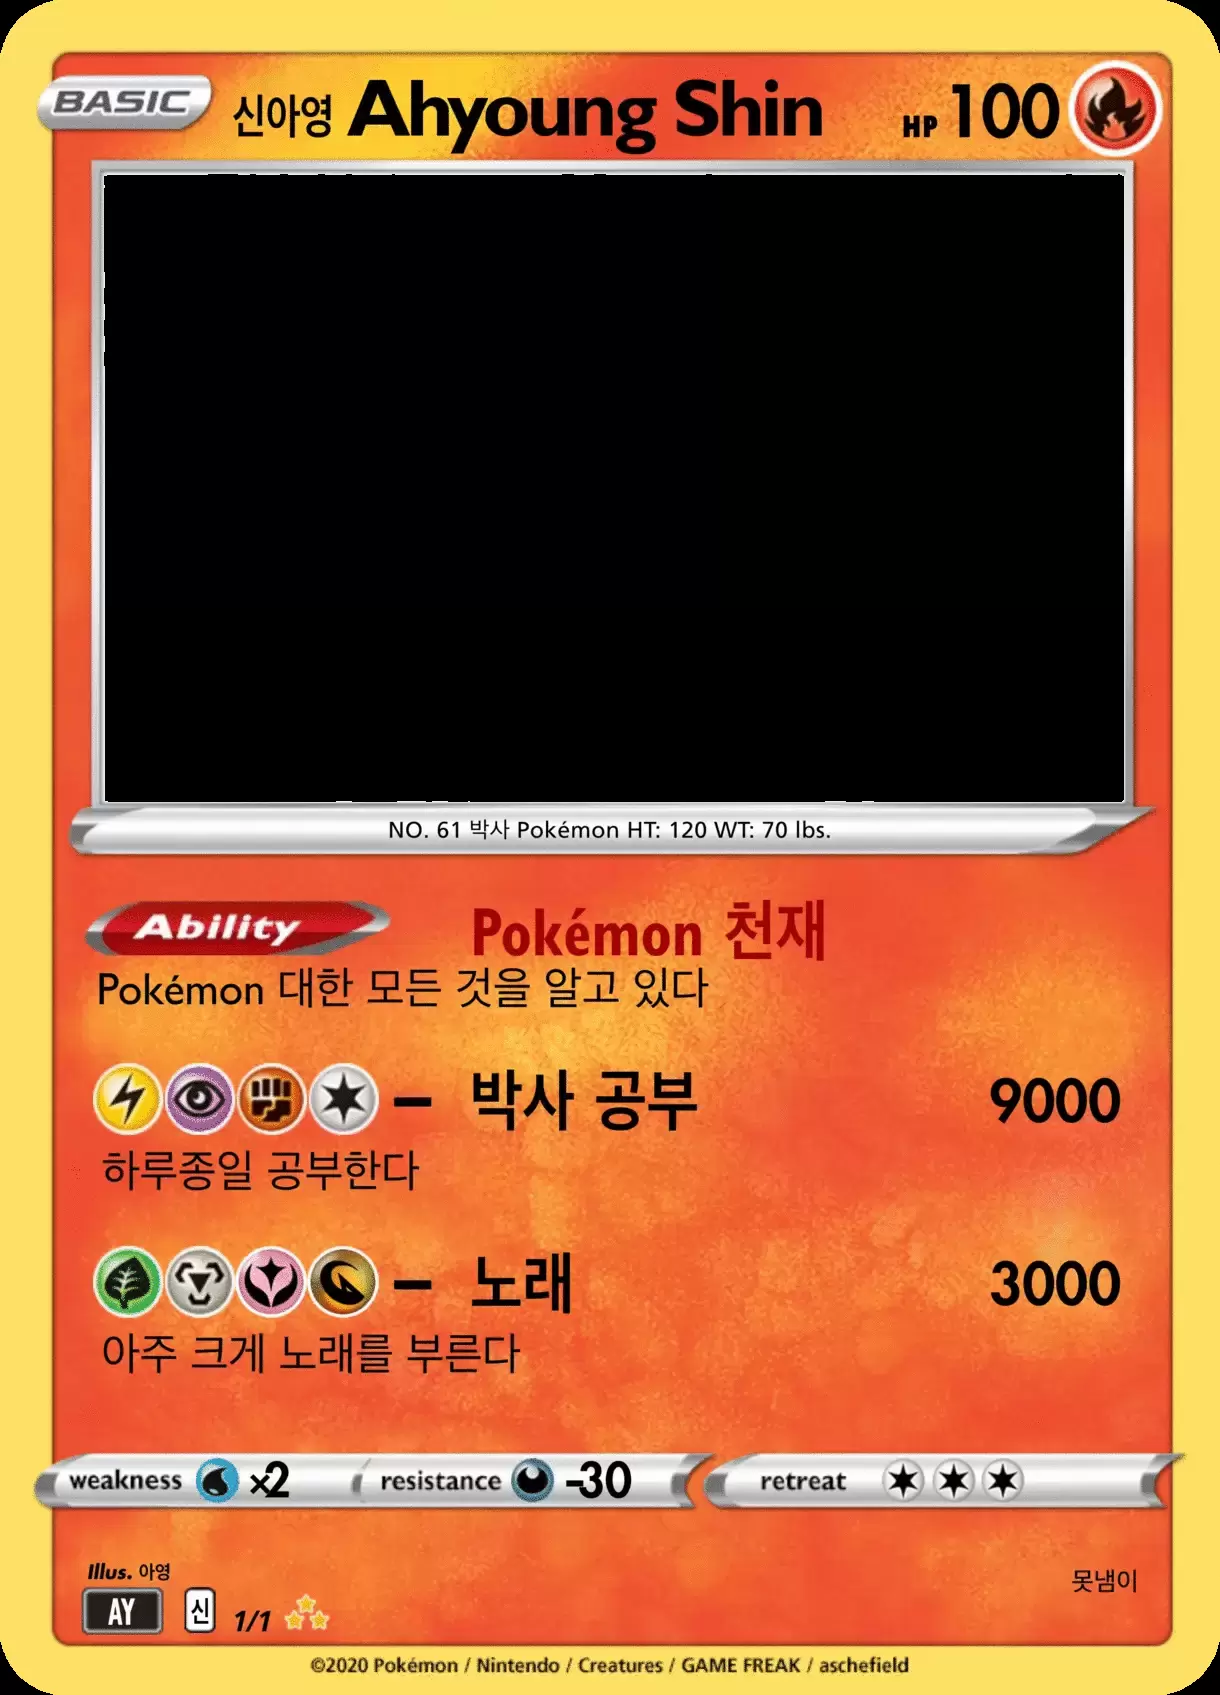 BASIC 신아영 Ahyoung Shin HP 100
NO. 61 박사 Pokémon HT: 120 WT: 70 lbs.
Ability Pokémon 천재
Pokémon 대한 모든 것을 알고 있다
– 박사 공부 9000
하루종일 공부한다
– 노래 3000
아주 크게 노래를 부른다
weakness ×2 resistance -30 retreat
Illus. 아영
못냄이
AY 신 1/1
©2020 Pokémon / Nintendo / Creatures / GAME FREAK / aschefield